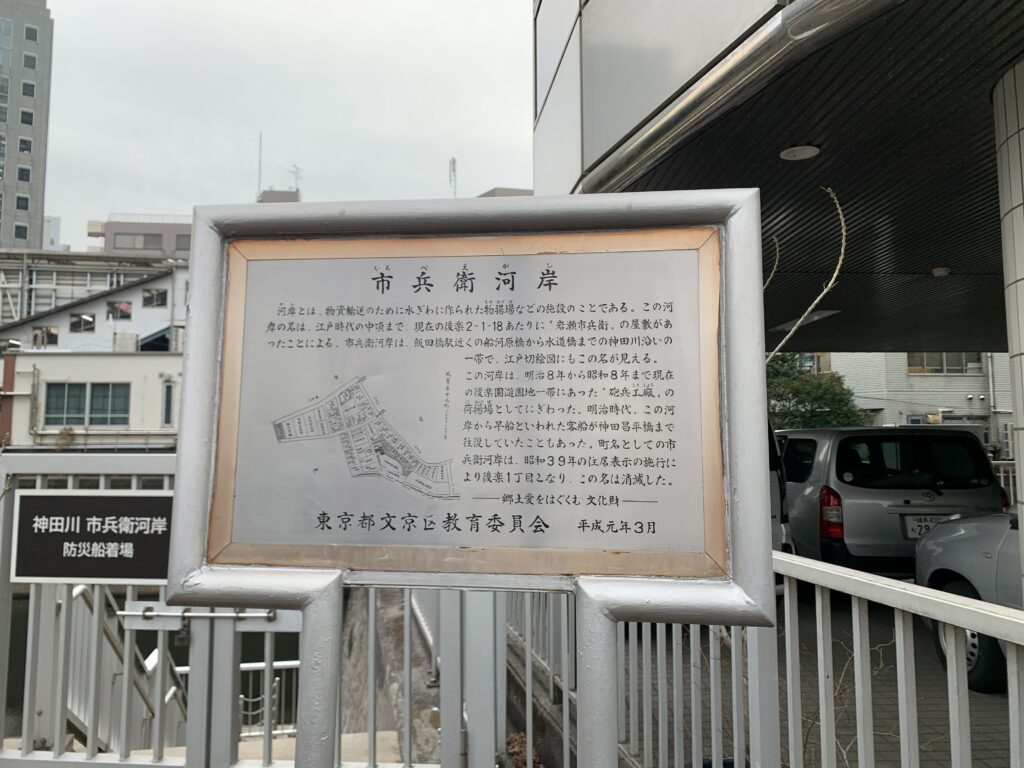 いちべえがし
市兵衛河岸
河岸とは、物資輸送のために水ぎわに作られた物揚場などの施設のことである。この河
岸の名は、江戸時代の中頃まで、現在の後楽2-1-18あたりに“岩瀬市兵衛”の屋敷があ
ったことによる。市兵衛河岸は、飯田橋駅近くの船河原橋から水道橋までの神田川沿いの
一帯で、江戸切絵図にもこの名が見える。
この河岸は、明治8年から昭和8年まで現在
の後楽園遊園地一帯にあった“砲兵工廠”の
荷揚場としてにぎわった。明治時代、この河
岸から早船といわれた客船が神田昌平橋まで
往復していたこともあった。町名としての市
兵衛河岸は、昭和39年の住居表示の施行に
より後楽1丁目となり、この名は消滅した。
郷土愛をはぐくむ 文化財
東京都文京区教育委員会 平成元年3月
神田川 市兵衛河岸
防災船着場